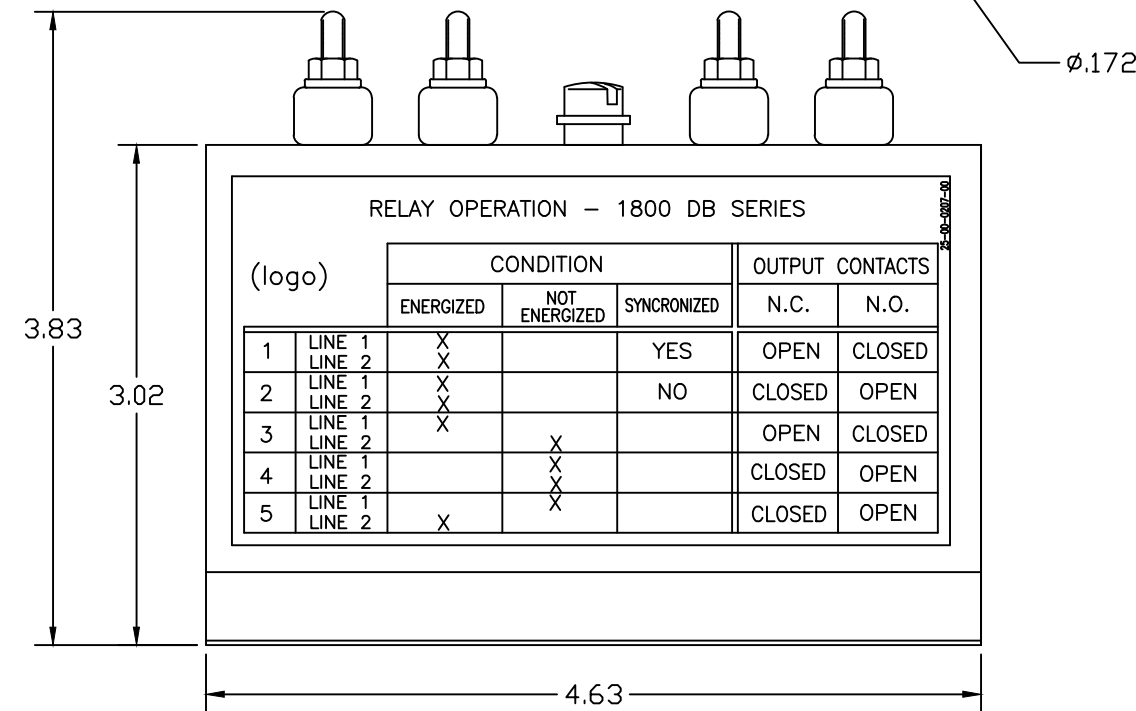 ø.172
3.83
3.02
4.63
25-00-0207-00
RELAY OPERATION - 1800 DB SERIES
(logo)
CONDITION OUTPUT CONTACTS
ENERGIZED NOT ENERGIZED SYNCRONIZED N.C. N.O.
1 LINE 1 X YES OPEN CLOSED
LINE 2 X
2 LINE 1 X NO CLOSED OPEN
LINE 2 X
3 LINE 1 X OPEN CLOSED
LINE 2 X
4 LINE 1 X CLOSED OPEN
LINE 2 X
5 LINE 1 X CLOSED OPEN
LINE 2 X